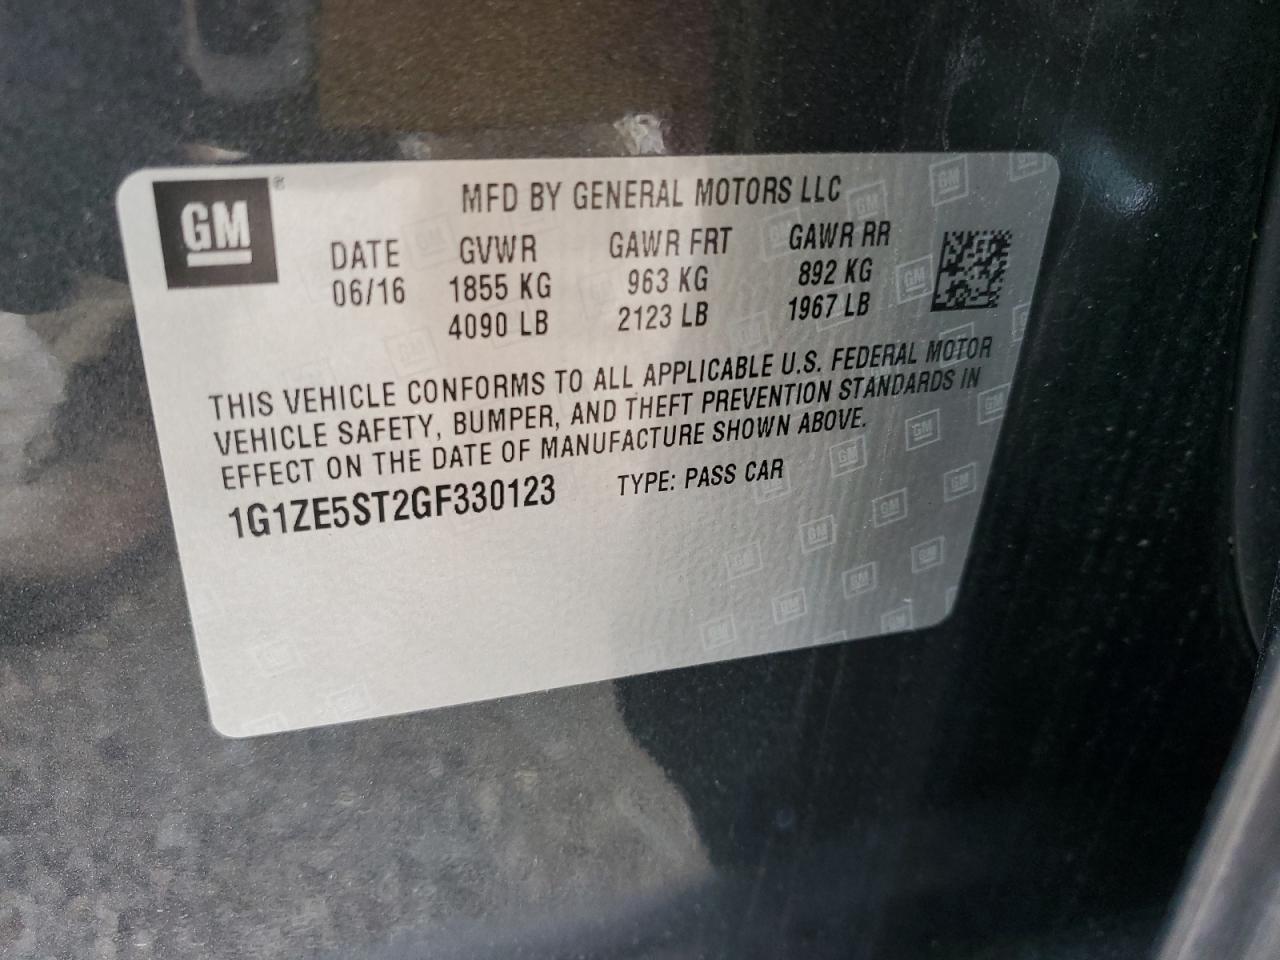 GM®
MFD BY GENERAL MOTORS LLC
DATE GVWR GAWR FRT GAWR RR
06/16 1855 KG 963 KG 892 KG
4090 LB 2123 LB 1967 LB
THIS VEHICLE CONFORMS TO ALL APPLICABLE U.S. FEDERAL MOTOR
VEHICLE SAFETY, BUMPER, AND THEFT PREVENTION STANDARDS IN
EFFECT ON THE DATE OF MANUFACTURE SHOWN ABOVE.
1G1ZE5ST2GF330123 TYPE: PASS CAR